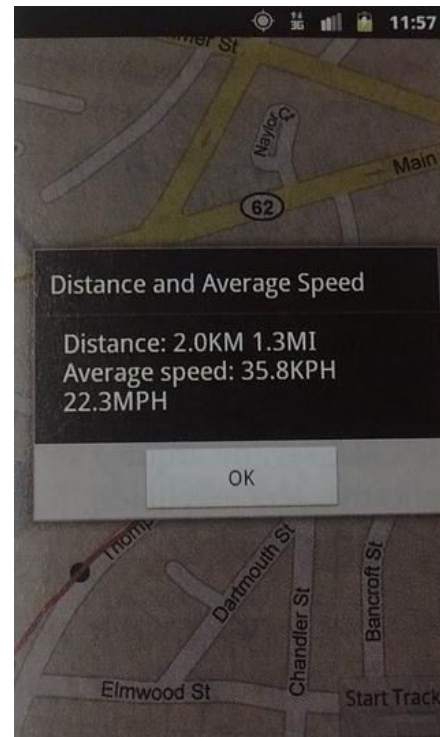 3G
11:57
mer St
Naylor Ct
Main
62
Distance and Average Speed
Distance: 2.0KM 1.3MI
Average speed: 35.8KPH
22.3MPH
OK
Thomp
Dartmouth St
Chandler St
Bancroft St
Elmwood St
Start Track